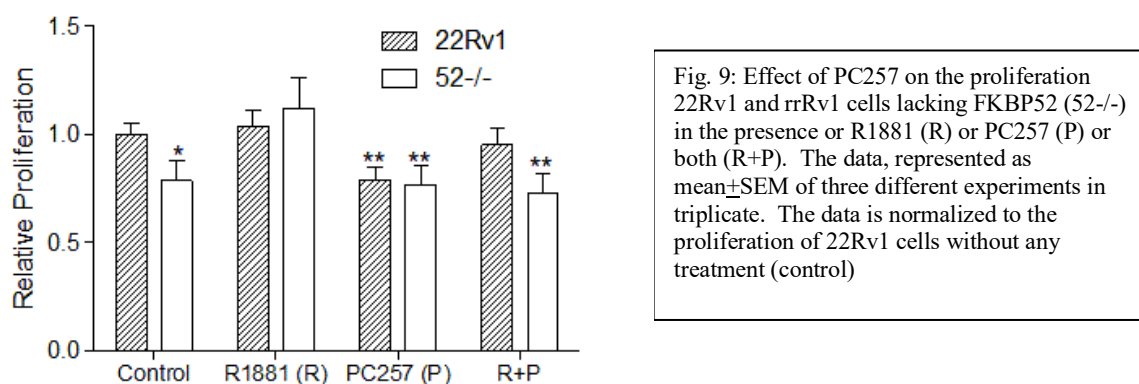 1.5
22Rv1
52-/-
1.0
0.5
0.0
Relative Proliferation
*
** **
**
Control R1881 (R) PC257 (P) R+P
Fig. 9: Effect of PC257 on the proliferation
22Rv1 and rrRv1 cells lacking FKBP52 (52-/-)
in the presence or R1881 (R) or PC257 (P) or
both (R+P). The data, represented as
mean+SEM of three different experiments in
triplicate. The data is normalized to the
proliferation of 22Rv1 cells without any
treatment (control)